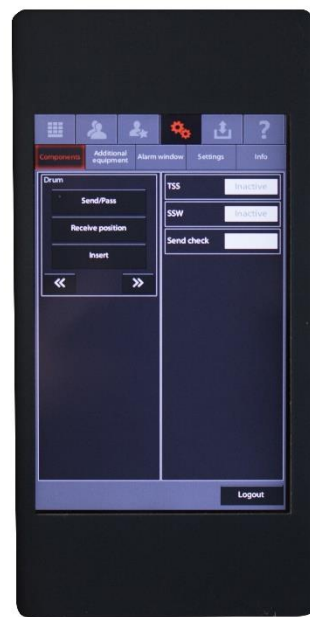 ?
Components
Additional
equipment
Alarm window
Settings
Info
Drum
Send/Pass
Receive position
Insert
«
»
TSS
Inactive
SSW
Inactive
Send check
Logout